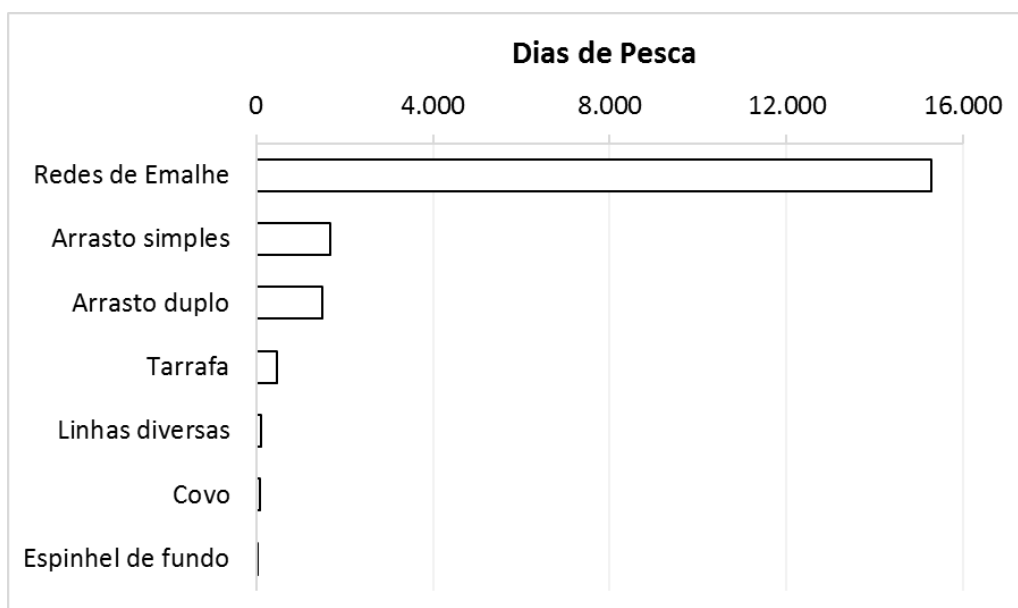 Dias de Pesca
0 4.000 8.000 12.000 16.000
Redes de Emalhe
Arrasto simples
Arrasto duplo
Tarrafa
Linhas diversas
Covo
Espinhel de fundo